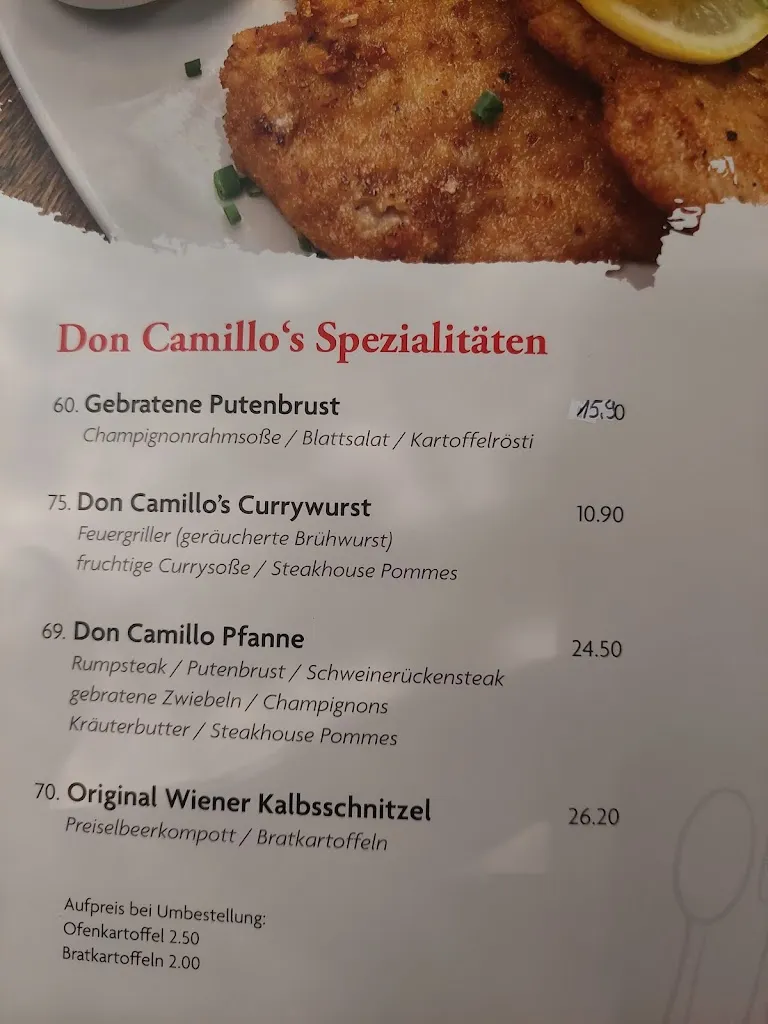 Don Camillo‘s Spezialitäten
60. Gebratene Putenbrust 15,90
Champignonrahmsoße / Blattsalat / Kartoffelrösti
75. Don Camillo’s Currywurst 10.90
Feuergriller (geräucherte Brühwurst)
fruchtige Currysoße / Steakhouse Pommes
69. Don Camillo Pfanne 24.50
Rumpsteak / Putenbrust / Schweinerückensteak
gebratene Zwiebeln / Champignons
Kräuterbutter / Steakhouse Pommes
70. Original Wiener Kalbsschnitzel 26.20
Preiselbeerkompott / Bratkartoffeln
Aufpreis bei Umbestellung:
Ofenkartoffel 2.50
Bratkartoffeln 2.00